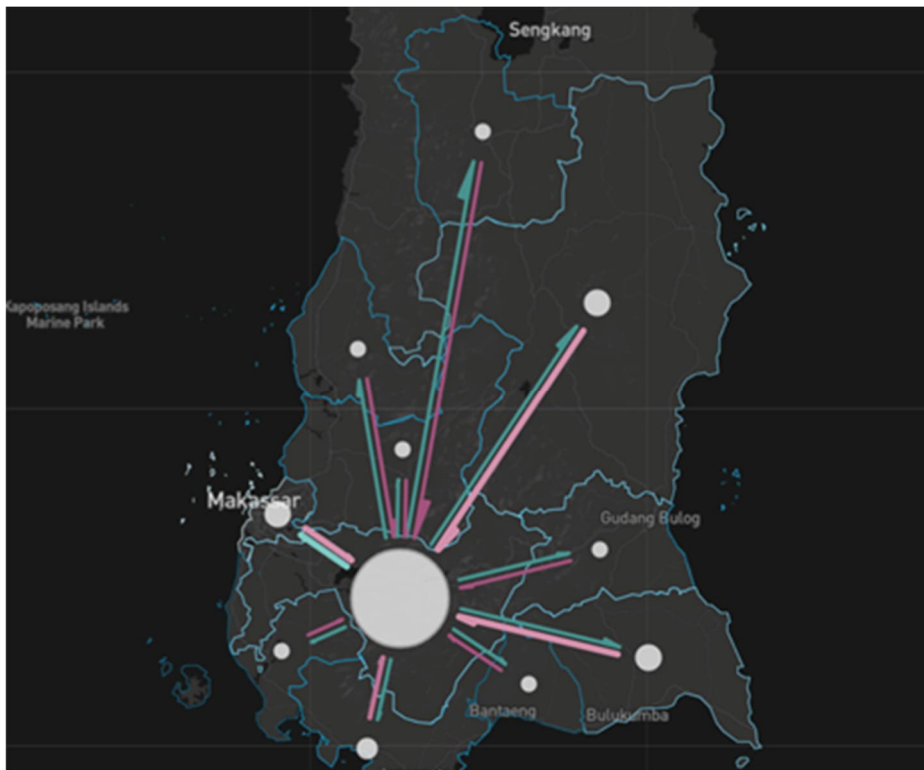 Sengkang
Kapoposang Islands
Marine Park
Makassar
Gudang Bulog
Bantaeng
Bulukumba